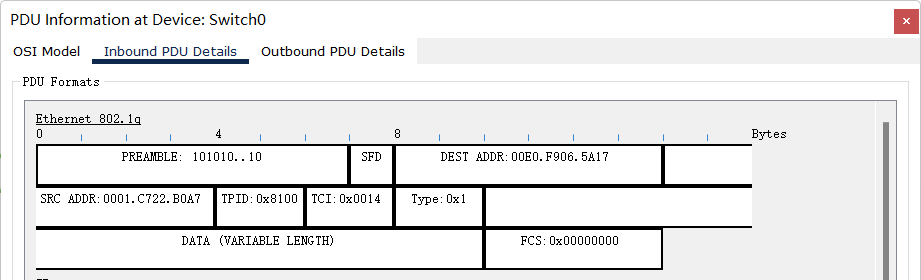 PDU Information at Device: Switch0
×
OSI Model Inbound PDU Details Outbound PDU Details
PDU Formats
Ethernet 802.1q
0 4 8 Bytes
PREAMBLE: 101010..10 SFD DEST ADDR:00E0.F906.5A17
SRC ADDR:0001.C722.B0A7 TPID:0x8100 TCI:0x0014 Type:0x1
DATA (VARIABLE LENGTH) FCS:0x00000000